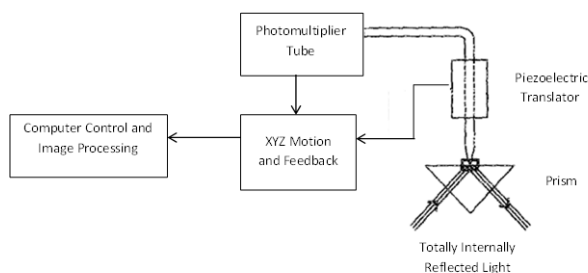 Photomultiplier
Tube
Piezoelectric
Translator
Computer Control and
Image Processing
XYZ Motion
and Feedback
Prism
Totally Internally
Reflected Light